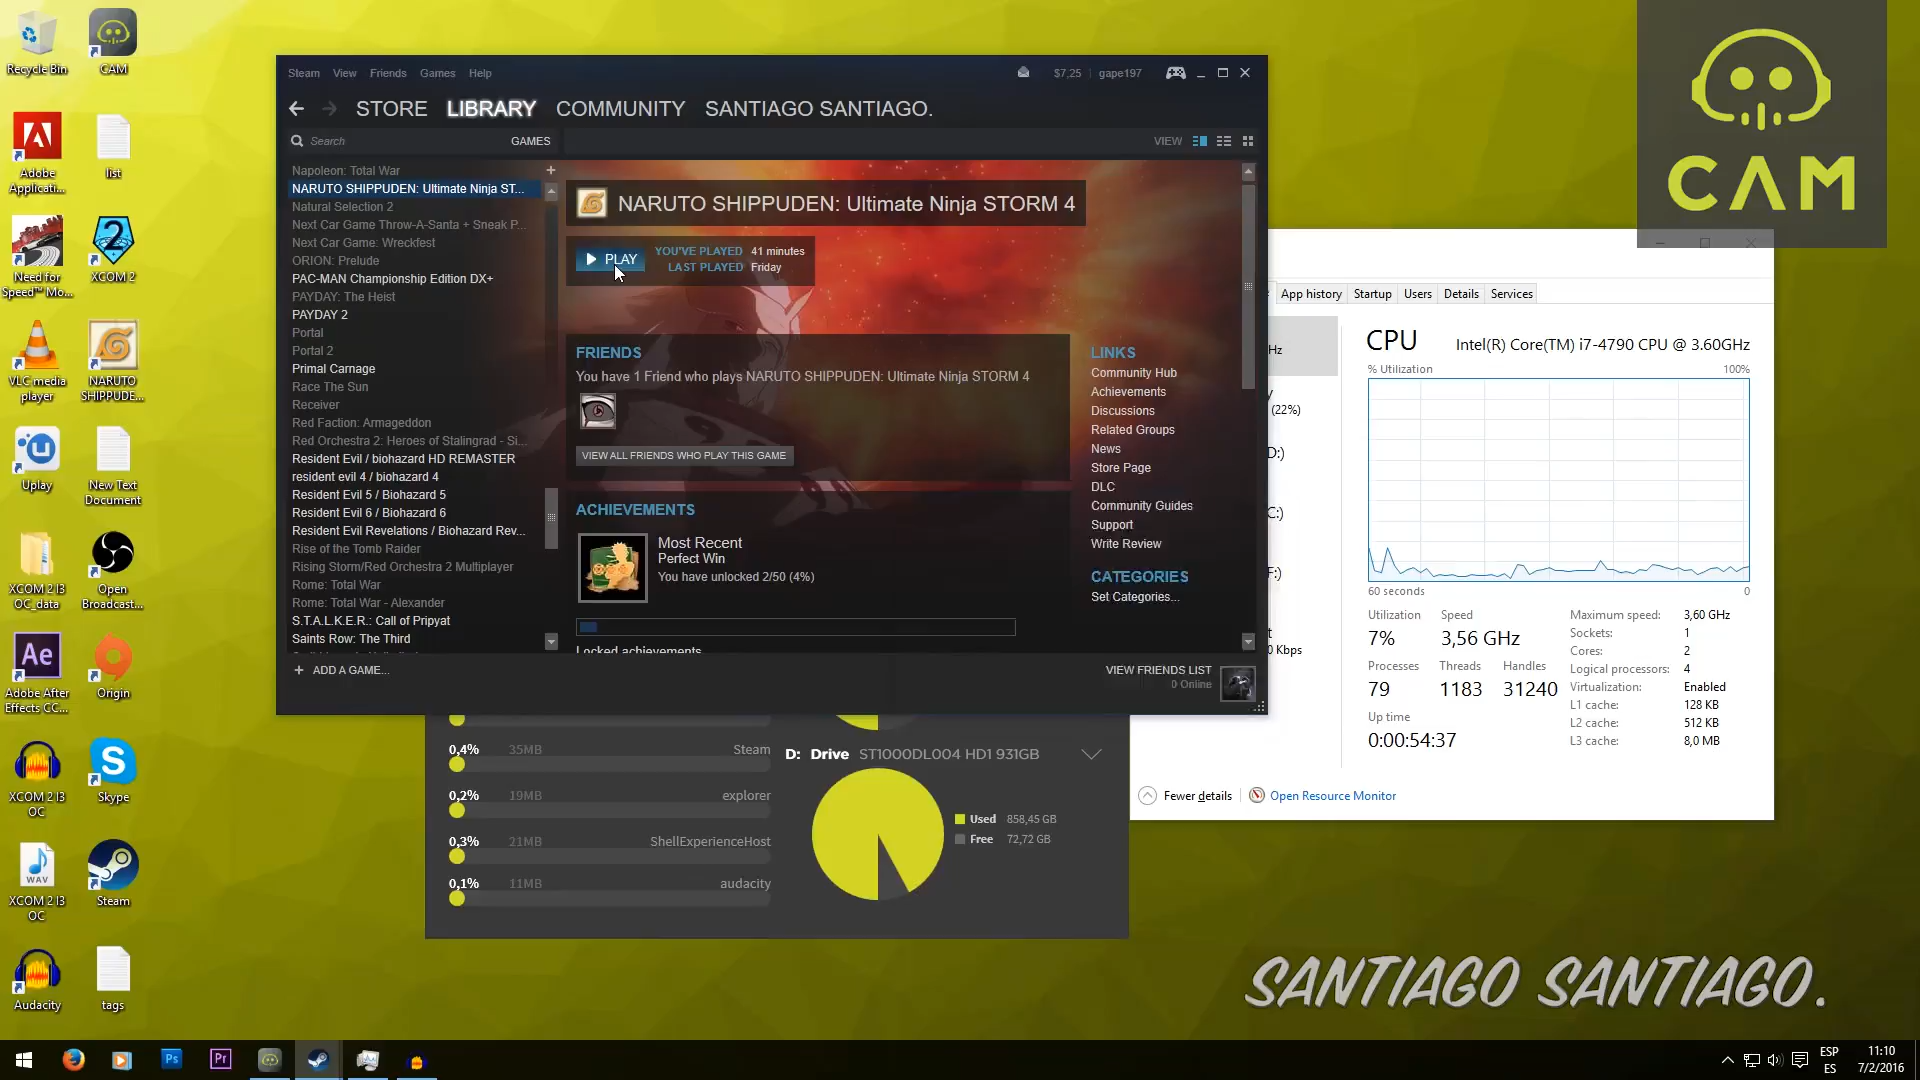 Recycle Bin
CAM
Adobe
Applicati...
list
Need for
Speed™ Mo...
XCOM 2
VLC media
player
NARUTO
SHIPPUDE...
Uplay
New Text
Document
XCOM 2 I3
OC_data
Open
Broadcast...
Ae
Adobe After
Effects CC...
Origin
XCOM 2 I3
OC
Skype
WAV
XCOM 2 I3
OC
Steam
Audacity
tags
Steam View Friends Games Help
$7,25 gape197
STORE LIBRARY COMMUNITY SANTIAGO SANTIAGO.
Search GAMES
VIEW
Napoleon: Total War
NARUTO SHIPPUDEN: Ultimate Ninja ST...
Natural Selection 2
Next Car Game Throw-A-Santa + Sneak P...
Next Car Game: Wreckfest
ORION: Prelude
PAC-MAN Championship Edition DX+
PAYDAY: The Heist
PAYDAY 2
Portal
Portal 2
Primal Carnage
Race The Sun
Receiver
Red Faction: Armageddon
Red Orchestra 2: Heroes of Stalingrad - Si...
Resident Evil / biohazard HD REMASTER
resident evil 4 / biohazard 4
Resident Evil 5 / Biohazard 5
Resident Evil 6 / Biohazard 6
Resident Evil Revelations / Biohazard Rev...
Rise of the Tomb Raider
Rising Storm/Red Orchestra 2 Multiplayer
Rome: Total War
Rome: Total War - Alexander
S.T.A.L.K.E.R.: Call of Pripyat
Saints Row: The Third
+ ADD A GAME...
NARUTO SHIPPUDEN: Ultimate Ninja STORM 4
PLAY
YOU'VE PLAYED 41 minutes
LAST PLAYED Friday
FRIENDS
You have 1 Friend who plays NARUTO SHIPPUDEN: Ultimate Ninja STORM 4
VIEW ALL FRIENDS WHO PLAY THIS GAME
ACHIEVEMENTS
Most Recent
Perfect Win
You have unlocked 2/50 (4%)
Locked achievements
LINKS
Community Hub
Achievements
Discussions
Related Groups
News
Store Page
DLC
Community Guides
Support
Write Review
CATEGORIES
Set Categories...
VIEW FRIENDS LIST
0 Online
0,4% 35MB Steam
0,2% 19MB explorer
0,3% 21MB ShellExperienceHost
0,1% 11MB audacity
D: Drive ST1000DL004 HD1 931GB
Used 858,45 GB
Free 72,72 GB
CAM
App history Startup Users Details Services
Hz
(22%)
D:)
C:)
F:)
0 Kbps
CPU Intel(R) Core(TM) i7-4790 CPU @ 3.60GHz
% Utilization 100%
60 seconds 0
Utilization Speed
7% 3,56 GHz
Processes Threads Handles
79 1183 31240
Up time
0:00:54:37
Maximum speed: 3,60 GHz
Sockets: 1
Cores: 2
Logical processors: 4
Virtualization: Enabled
L1 cache: 128 KB
L2 cache: 512 KB
L3 cache: 8,0 MB
Fewer details
Open Resource Monitor
SANTIAGO SANTIAGO.
Ps
Pr
ESP
ES
11:10
7/2/2016